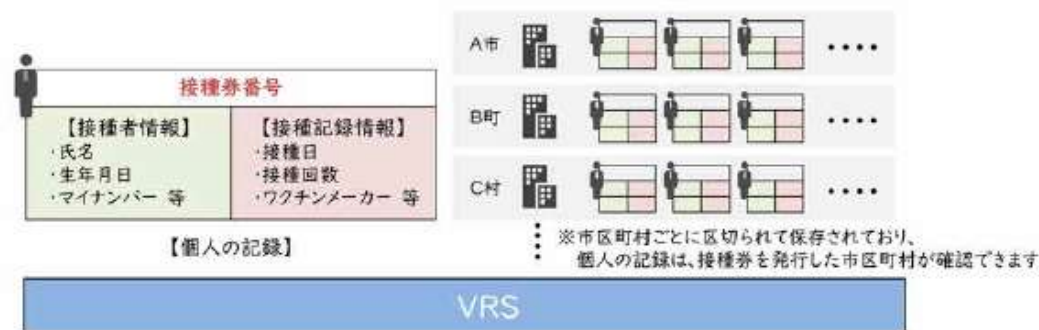 接種券番号
【接種者情報】
・氏名
・生年月日
・マイナンバー 等
【接種記録情報】
・接種日
・接種回数
・ワクチンメーカー 等
【個人の記録】
A市
B町
C村
※市区町村ごとに区切られて保存されており、
個人の記録は、接種券を発行した市区町村が確認できます
VRS